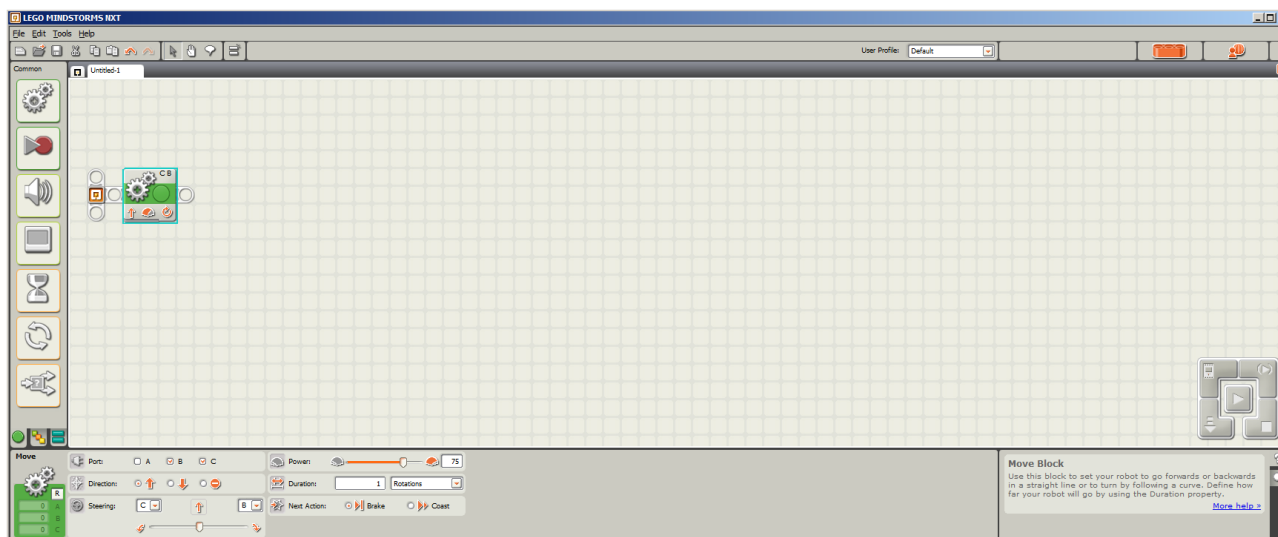 LEGO MINDSTORMS NXT
File Edit Tools Help
User Profile: Default
Common
Untitled-1
C B
Move
R
0 A
0 B
0 C
Port: A B C
Direction:
Steering: C B
Power: 75
Duration: 1 Rotations
Next Action: Brake Coast
Move Block
Use this block to set your robot to go forwards or backwards
in a straight line or to turn by following a curve. Define how
far your robot will go by using the Duration property.
More help »